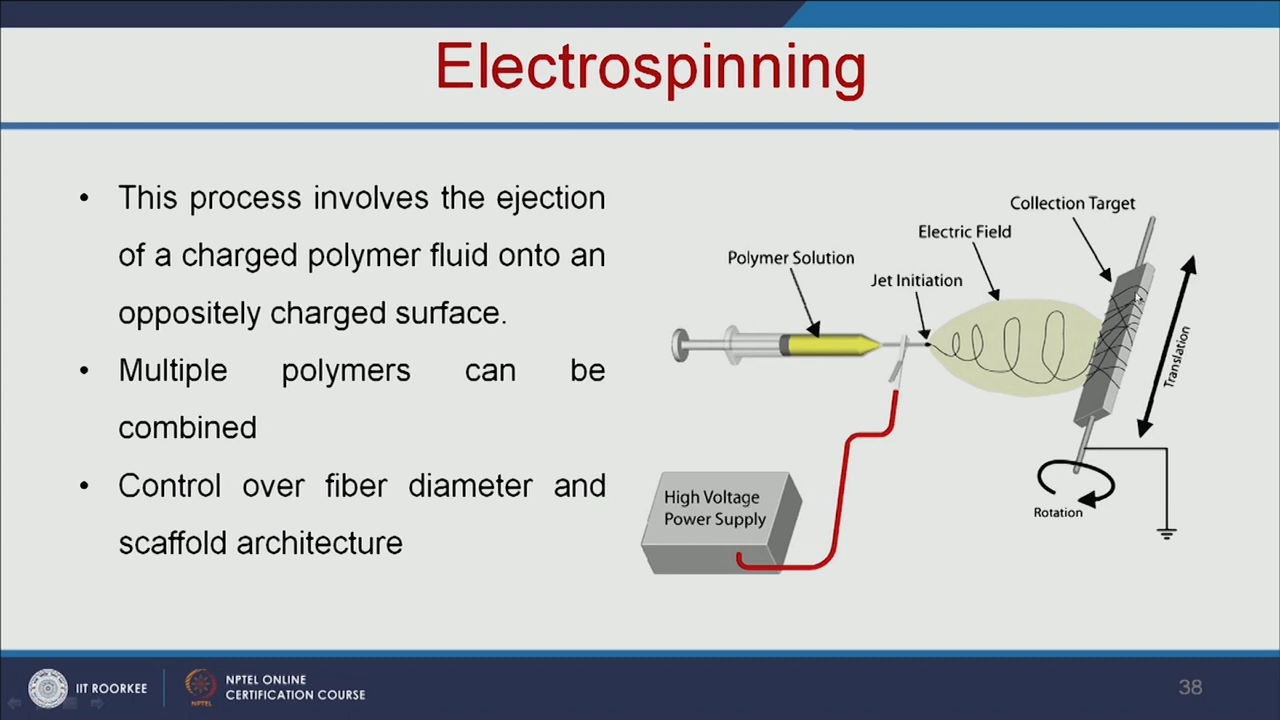 Electrospinning
• This process involves the ejection
of a charged polymer fluid onto an
oppositely charged surface.
• Multiple polymers can be
combined
• Control over fiber diameter and
scaffold architecture
Collection Target
Electric Field
Polymer Solution
Jet Initiation
Translation
High Voltage
Power Supply
Rotation
IIT ROORKEE
NPTEL
NPTEL ONLINE
CERTIFICATION COURSE
38